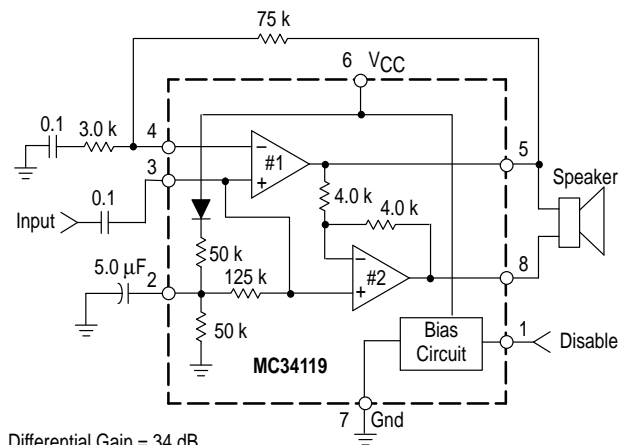 75 k
6 VCC
0.1
3.0 k
4
–
#1
5
3
+
Speaker
0.1
4.0 k
4.0 k
Input
50 k
–
5.0 µF
2
125 k
#2
8
+
50 k
Bias
Circuit
1
Disable
MC34119
7
Gnd
Differential Gain = 34 dB